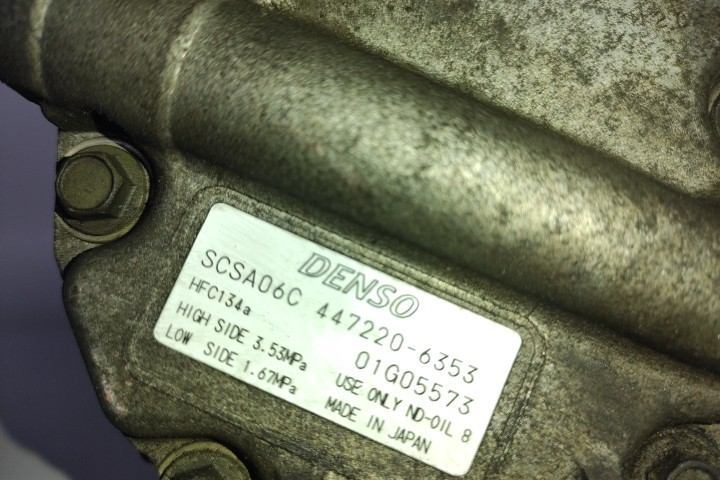 DENSO
SCSA06C 447220-6353
HFC134a 01G05573
HIGH SIDE 3.53MPa USE ONLY ND-OIL 8
LOW SIDE 1.67MPa MADE IN JAPAN